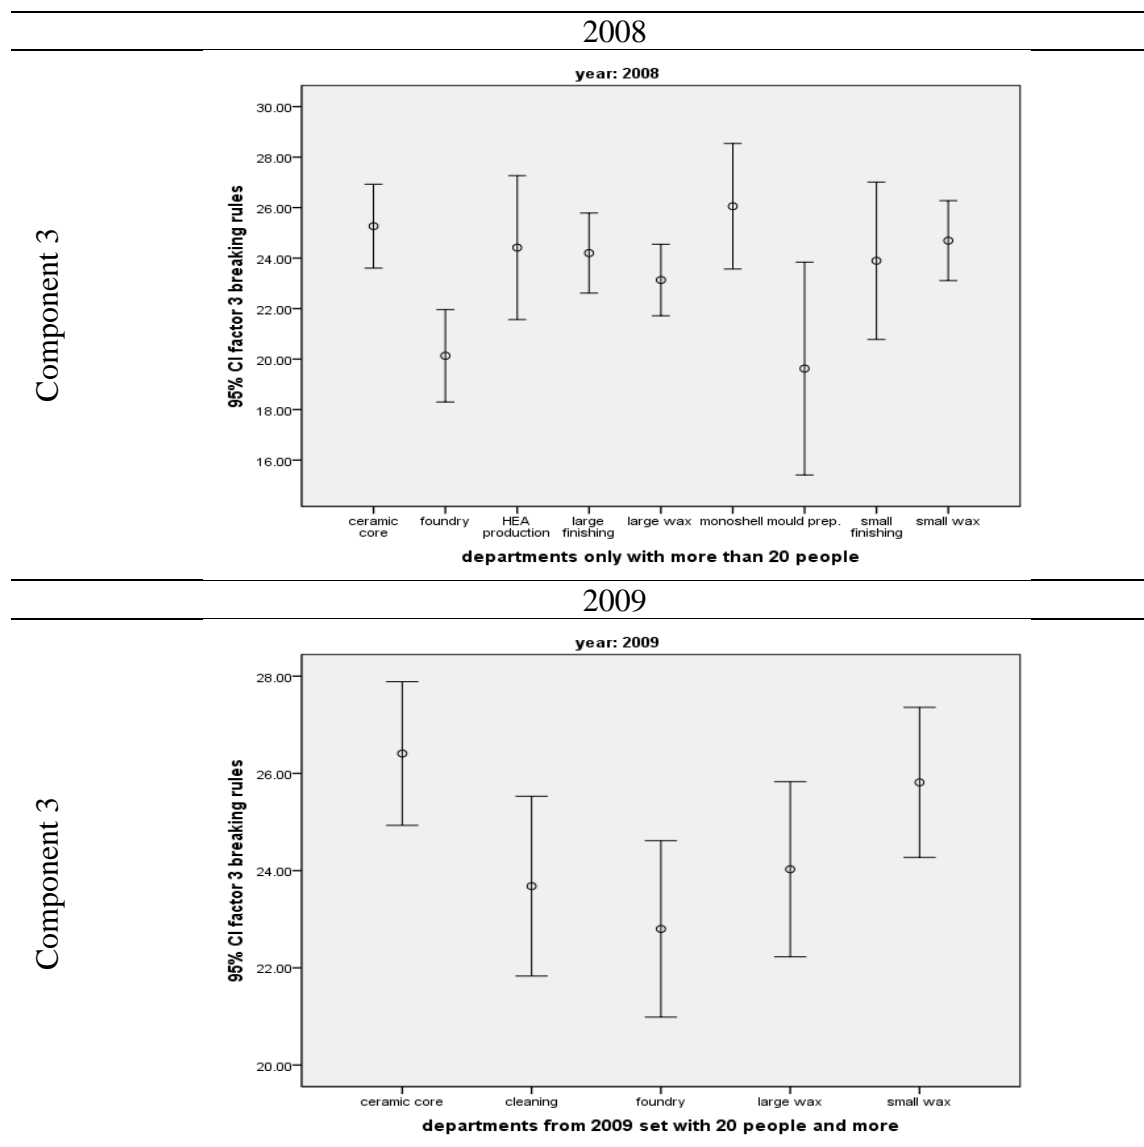 2008
Component 3
year: 2008
95% CI factor 3 breaking rules
30.00
28.00
26.00
24.00
22.00
20.00
18.00
16.00
ceramic core
foundry
HEA production
large finishing
large wax
monoshell
mould prep.
small finishing
small wax
departments only with more than 20 people
2009
Component 3
year: 2009
95% CI factor 3 breaking rules
28.00
26.00
24.00
22.00
20.00
ceramic core
cleaning
foundry
large wax
small wax
departments from 2009 set with 20 people and more